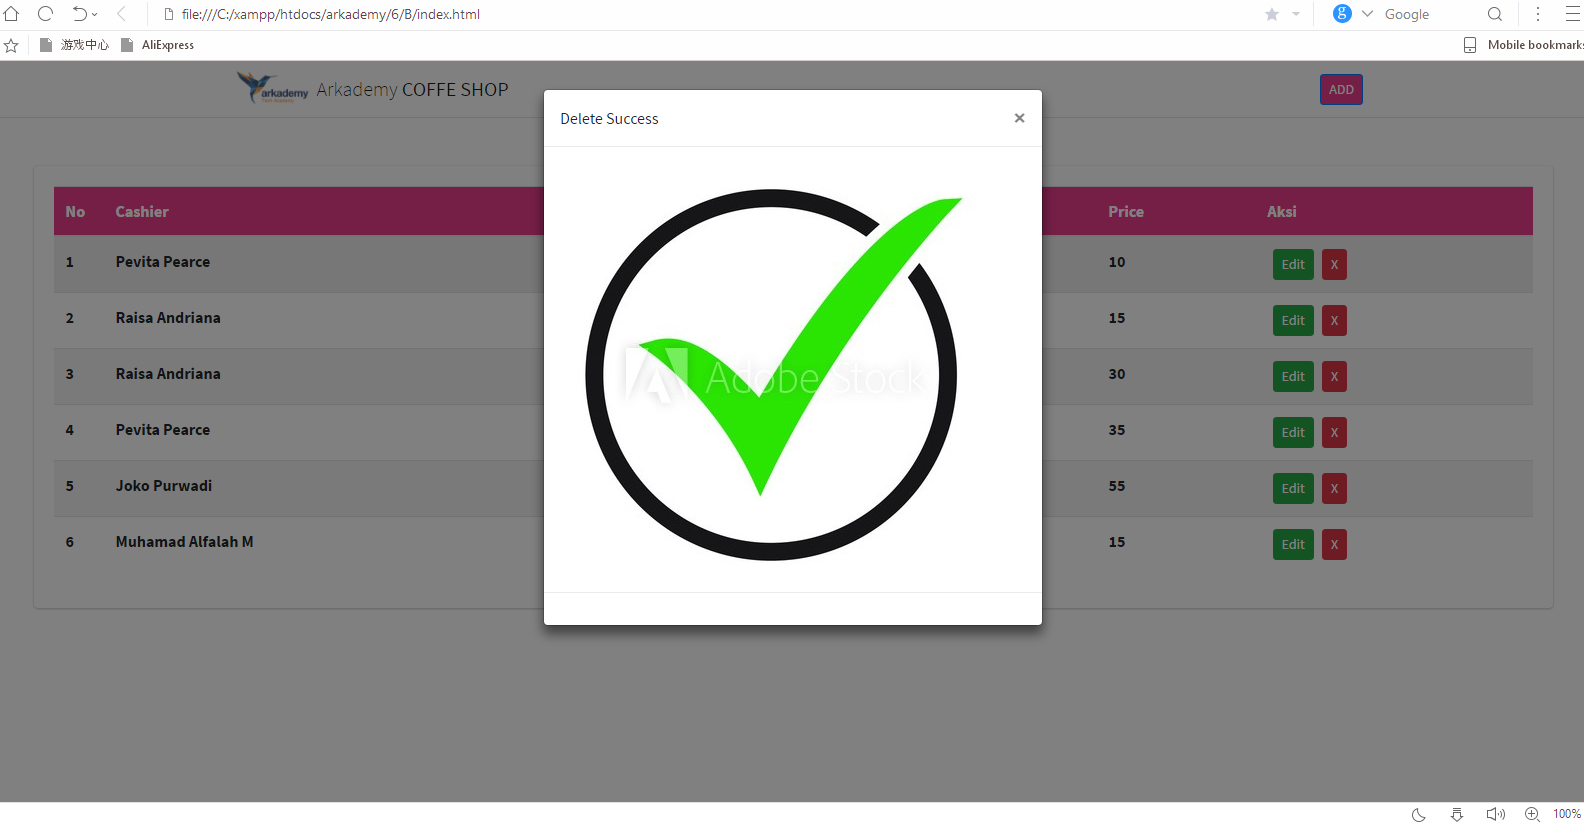 file:///C:/xampp/htdocs/arkademy/6/B/index.html
Google
游戏中心
AliExpress
Mobile bookmarks
arkademy
Arkademy COFFE SHOP
ADD
Delete Success
×
No Cashier Price Aksi
1 Pevita Pearce 10 Edit X
2 Raisa Andriana 15 Edit X
3 Raisa Andriana 30 Edit X
4 Pevita Pearce 35 Edit X
5 Joko Purwadi 55 Edit X
6 Muhamad Alfalah M 15 Edit X
Adobe Stock
100%